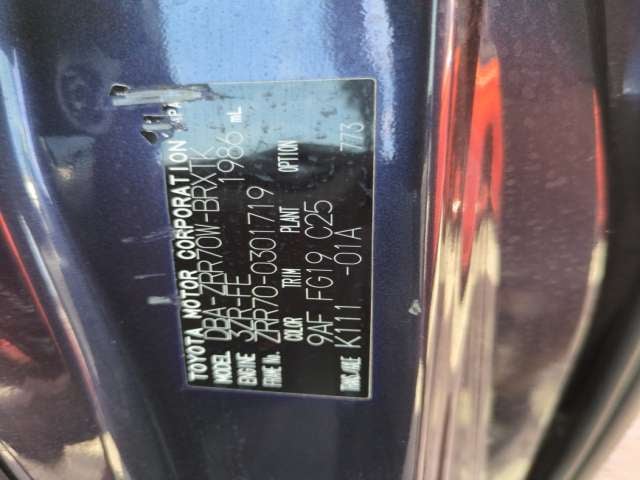 TOYOTA MOTOR CORPORATION
MODEL DBA-ZRR70W-BRXTK
ENGINE 3ZR-FE 1986 mL
FRAME No. ZRR70-0301719
COLOR TRIM PLANT OPTION
9AF FG19 C25
TRANS./AXLE K111 -01A 773